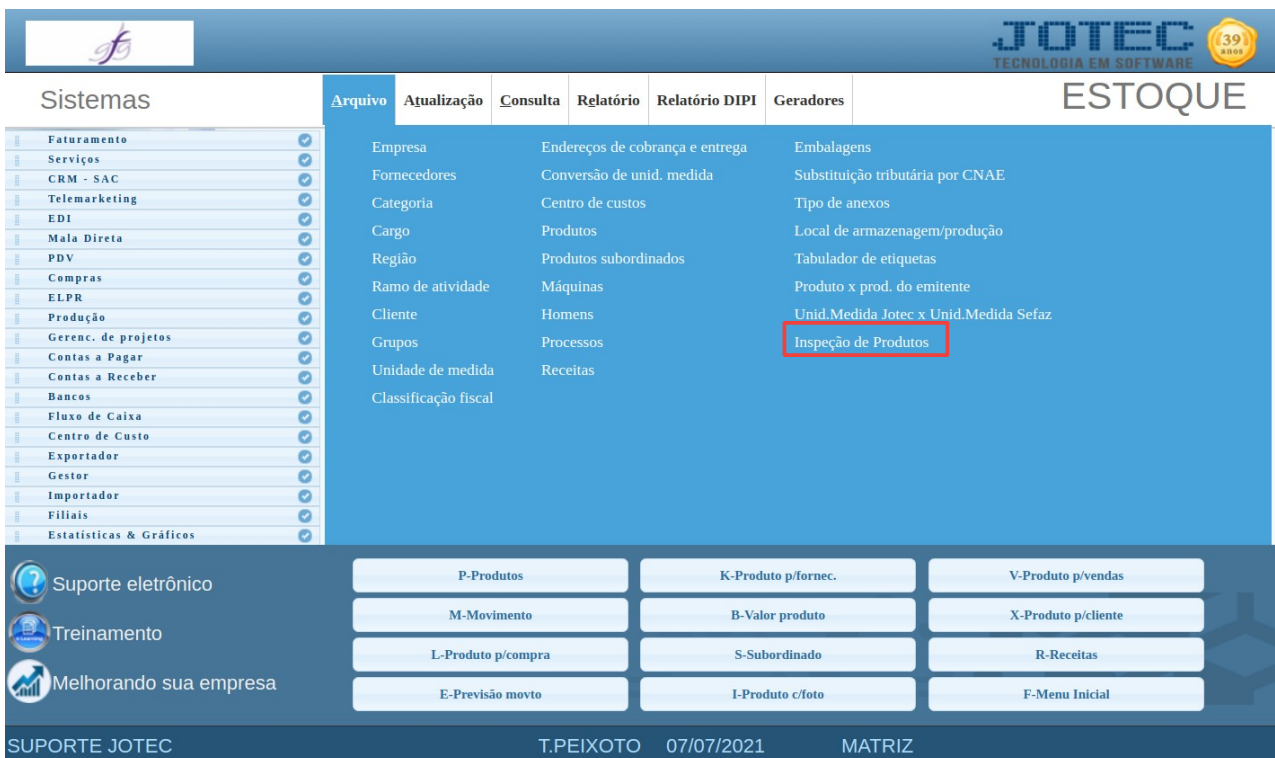 gfg
JOTEC
TECNOLOGIA EM SOFTWARE
39
anos
Sistemas
Arquivo Atualização Consulta Relatório Relatório DIPI Geradores
ESTOQUE
Faturamento
Serviços
CRM - SAC
Telemarketing
EDI
Mala Direta
PDV
Compras
ELPR
Produção
Gerenc. de projetos
Contas a Pagar
Contas a Receber
Bancos
Fluxo de Caixa
Centro de Custo
Exportador
Gestor
Importador
Filiais
Estatísticas & Gráficos
Empresa
Fornecedores
Categoria
Cargo
Região
Ramo de atividade
Cliente
Grupos
Unidade de medida
Classificação fiscal
Endereços de cobrança e entrega
Conversão de unid. medida
Centro de custos
Produtos
Produtos subordinados
Máquinas
Homens
Processos
Receitas
Embalagens
Substituição tributária por CNAE
Tipo de anexos
Local de armazenagem/produção
Tabulador de etiquetas
Produto x prod. do emitente
Unid.Medida Jotec x Unid.Medida Sefaz
Inspeção de Produtos
Suporte eletrônico
Treinamento
Melhorando sua empresa
P-Produtos K-Produto p/fornec. V-Produto p/vendas
M-Movimento B-Valor produto X-Produto p/cliente
L-Produto p/compra S-Subordinado R-Receitas
E-Previsão movto I-Produto c/foto F-Menu Inicial
SUPORTE JOTEC T.PEIXOTO 07/07/2021 MATRIZ